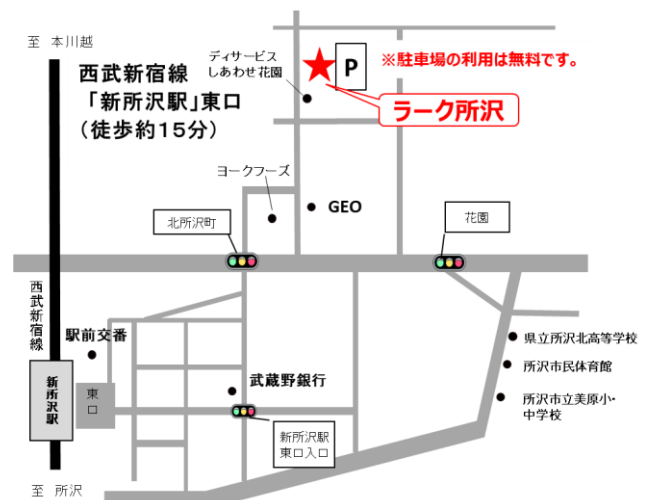 至 本川越
西武新宿線
「新所沢駅」東口
(徒歩約15分)
ディサービス
しあわせ花園
P
※駐車場の利用は無料です。
ラーク所沢
ヨークフーズ
GEO
北所沢町
花園
西武新宿線
駅前交番
新所沢駅
東口
武蔵野銀行
新所沢駅
東口入口
県立所沢北高等学校
所沢市民体育館
所沢市立美原小・
中学校
至 所沢